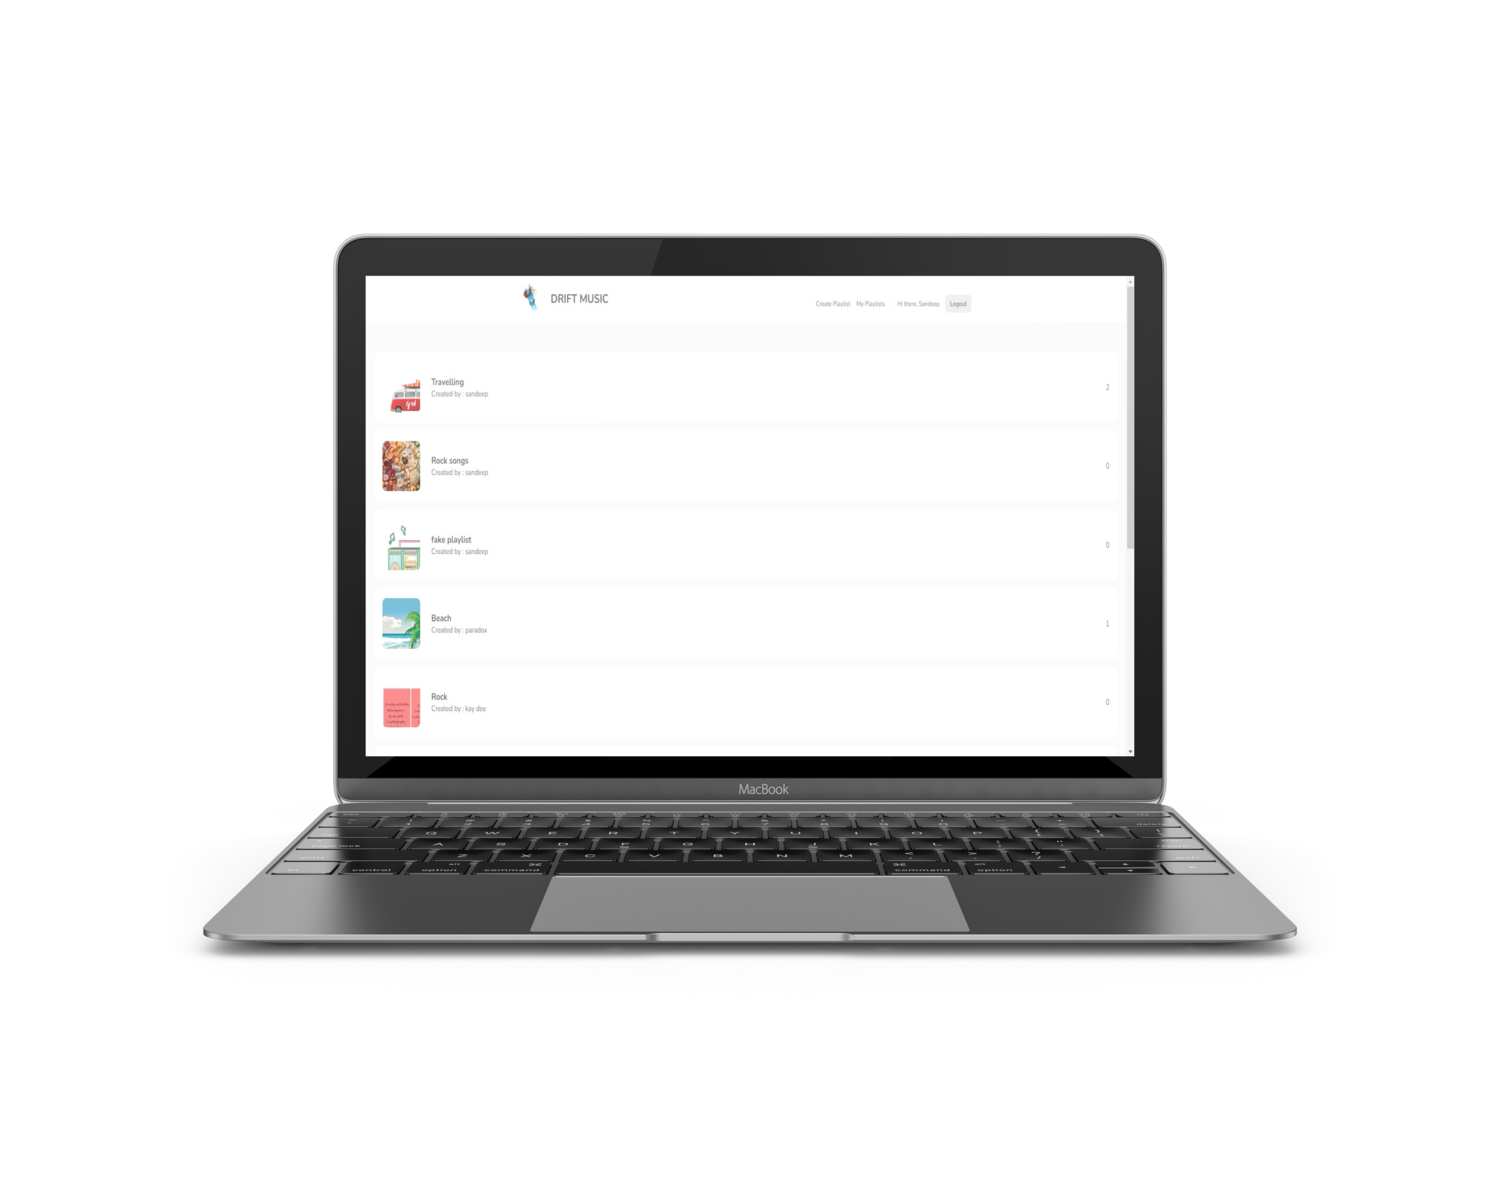 DRIFT MUSIC
Create Playlist My Playlists Hi there, Sandeep Logout
Travelling
Created by : sandeep
2
Rock songs
Created by : sandeep
0
fake playlist
Created by : sandeep
0
Beach
Created by : paradox
1
Rock
Created by : kay dee
0
MacBook
Q W E R T Y U I O P
A S D F G H J K L
Z X C V B N M
control option command command option